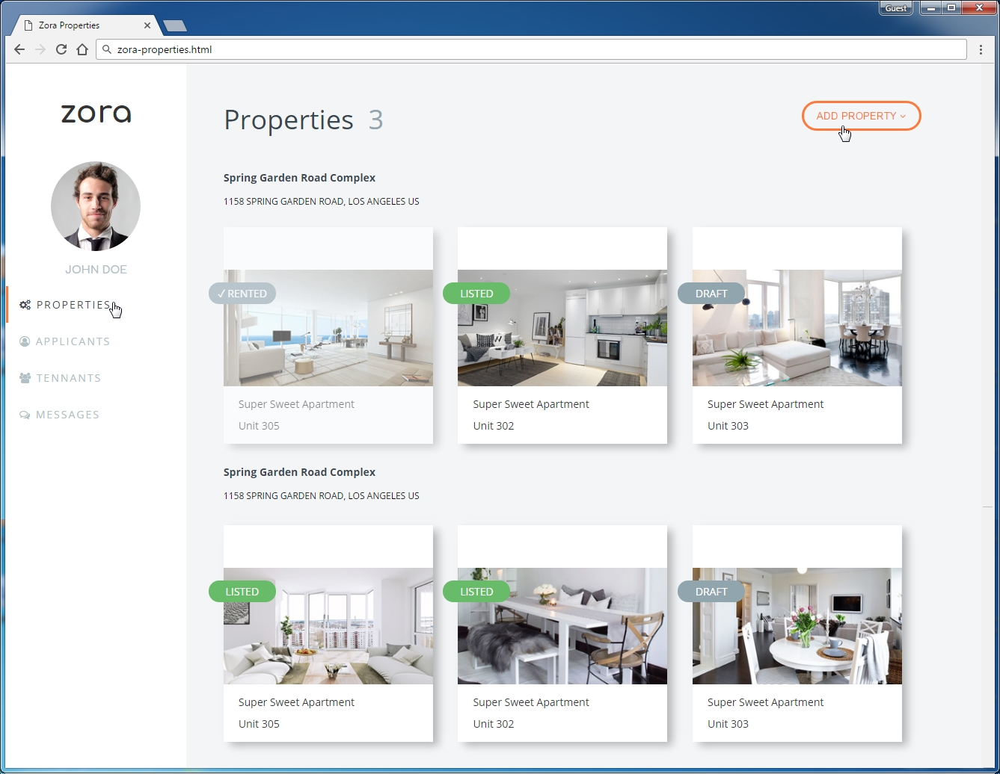 Guest
Zora Properties
zora-properties.html
zora
JOHN DOE
PROPERTIES
APPLICANTS
TENNANTS
MESSAGES
Properties 3
ADD PROPERTY
Spring Garden Road Complex
1158 SPRING GARDEN ROAD, LOS ANGELES US
✓ RENTED
Super Sweet Apartment
Unit 305
LISTED
Super Sweet Apartment
Unit 302
DRAFT
Super Sweet Apartment
Unit 303
Spring Garden Road Complex
1158 SPRING GARDEN ROAD, LOS ANGELES US
LISTED
Super Sweet Apartment
Unit 305
LISTED
Super Sweet Apartment
Unit 302
DRAFT
Super Sweet Apartment
Unit 303